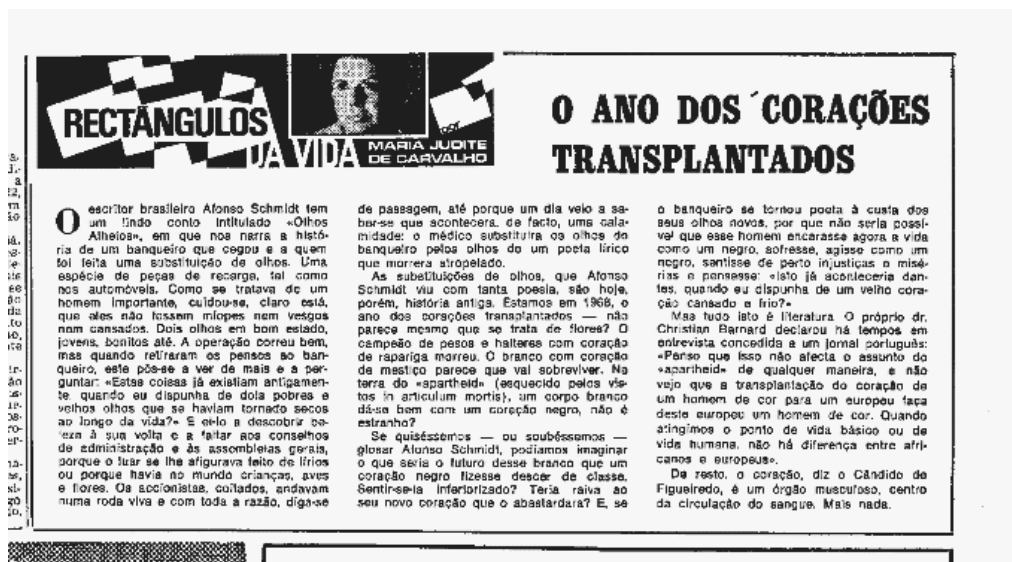 RECTÂNGULOS
DA VIDA
por
MARIA JUDITE
DE CARVALHO
O ANO DOS CORAÇÕES
TRANSPLANTADOS
O escritor brasileiro Afonso Schmidt tem
um lindo conto intitulado «Olhos
Alheios», em que nos narra a histó-
ria de um banqueiro que cegou e a quem
foi feita uma substituição de olhos. Uma
espécie de peças de recarga, tal como
nos automóveis. Como se tratava de um
homem importante, cuidou-se, claro está,
que eles não fossem míopes nem vesgos
nem cansados. Dois olhos em bom estado,
jovens, bonitos até. A operação correu bem,
mas quando retiraram os pensos ao ban-
queiro, este pôs-se a ver de mais e a per-
guntar: «Estas coisas já existiam antigamen-
te, quando eu dispunha de dois pobres e
velhos olhos que se haviam tornado secos
ao longo da vida?» E ei-lo a descobrir be-
leza à sua volta e a faltar aos conselhos
de administração e às assembleias gerais,
porque o luar se lhe afigurava feito de lírios
ou porque havia no mundo crianças, aves
e flores. Os accionistas, coitados, andavam
numa roda viva e com toda a razão, diga-se
de passagem, até porque um dia veio a sa-
ber-se que acontecera, de facto, uma cala-
midade: o médico substituíra os olhos do
banqueiro pelos olhos de um poeta lírico
que morrera atropelado.
As substituições de olhos, que Afonso
Schmidt viu com tanta poesia, são hoje,
porém, história antiga. Estamos em 1968, o
ano dos corações transplantados — não
parece mesmo que se trata de flores? O
campeão de pesos e halteres com coração
de rapariga morreu. O branco com coração
de mestiço parece que vai sobreviver. Na
terra do «apartheid» (esquecido pelos vis-
tos in articulum mortis), um corpo branco
dá-se bem com um coração negro, não é
estranho?
Se quiséssemos — ou soubéssemos —
glosar Afonso Schmidt, podíamos imaginar
o que seria o futuro desse branco que um
coração negro fizesse descer de classe.
Sentir-se-ia inferiorizado? Teria raiva ao
seu novo coração que o abastardara? E, se
o banqueiro se tornou poeta à custa dos
seus olhos novos, por que não seria possí-
vel que esse homem encarasse agora a vida
como um negro, sofresse, agisse como um
negro, sentisse de perto injustiças e misé-
rias e pensasse: «Isto já aconteceria dan-
tes, quando eu dispunha de um velho cora-
ção cansado e frio?»
Mas tudo isto é literatura. O próprio dr.
Christian Barnard declarou há tempos em
entrevista concedida a um jornal português:
«Penso que isso não afecta o assunto do
«apartheid» de qualquer maneira, e não
vejo que a transplantação do coração de
um homem de cor para um europeu faça
deste europeu um homem de cor. Quando
atingimos o ponto de vida básico ou de
vida humana, não há diferença entre afri-
canos e europeus».
De resto, o coração, diz o Cândido de
Figueiredo, é um órgão musculoso, centro
da circulação do sangue. Mais nada.